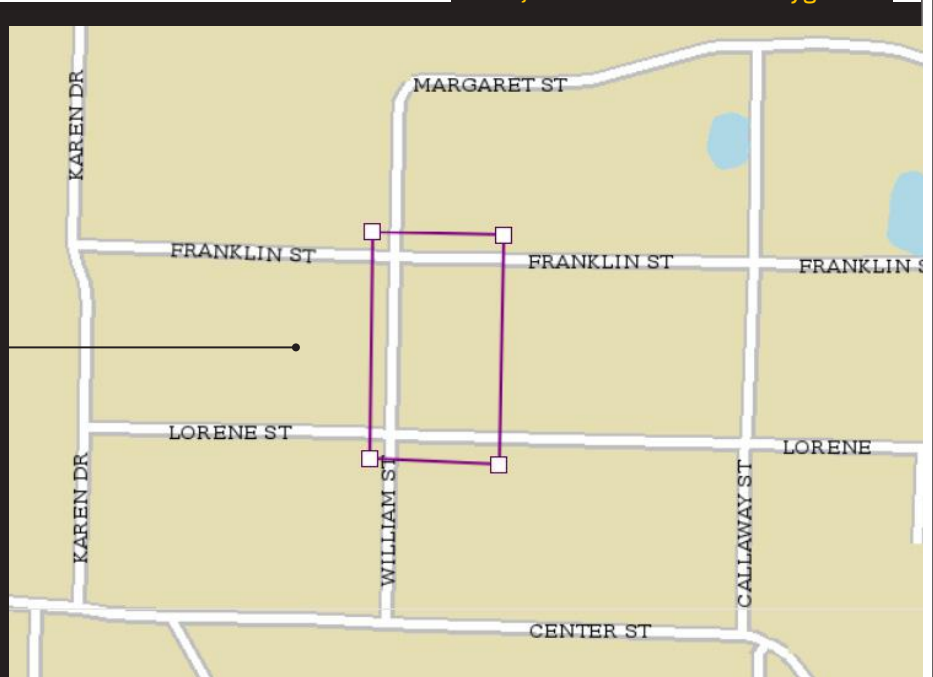 KAREN DR
MARGARET ST
FRANKLIN ST
FRANKLIN ST
FRANKLIN
LORENE ST
LORENE
KAREN DR
WILLIAM ST
CALLAWAY ST
CENTER ST